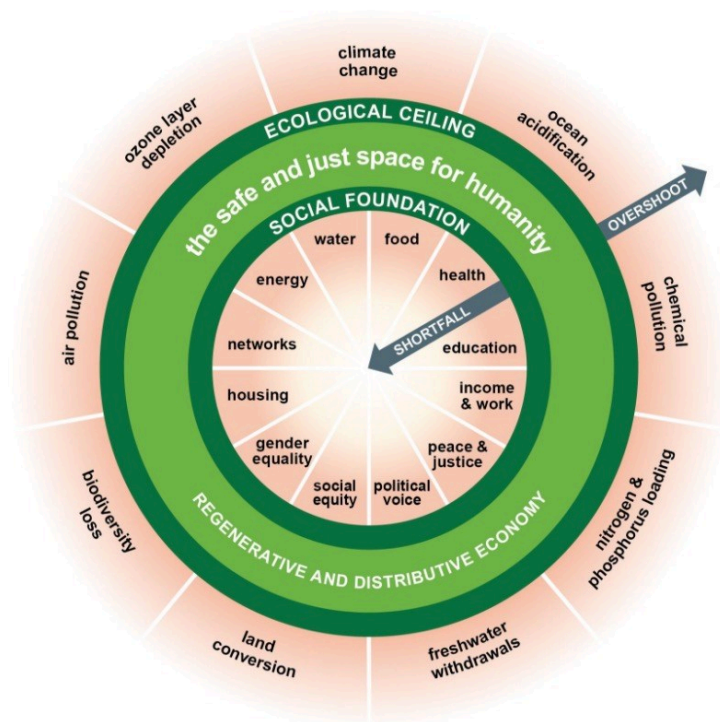 climate
change
ocean
acidification
chemical
pollution
nitrogen &
phosphorus loading
freshwater
withdrawals
land
conversion
biodiversity
loss
air pollution
ozone layer
depletion
ECOLOGICAL CEILING
the safe and just space for humanity
SOCIAL FOUNDATION
OVERSHOOT
SHORTFALL
water
food
health
education
income
& work
peace &
justice
political
voice
social
equity
gender
equality
housing
networks
energy
REGENERATIVE AND DISTRIBUTIVE ECONOMY